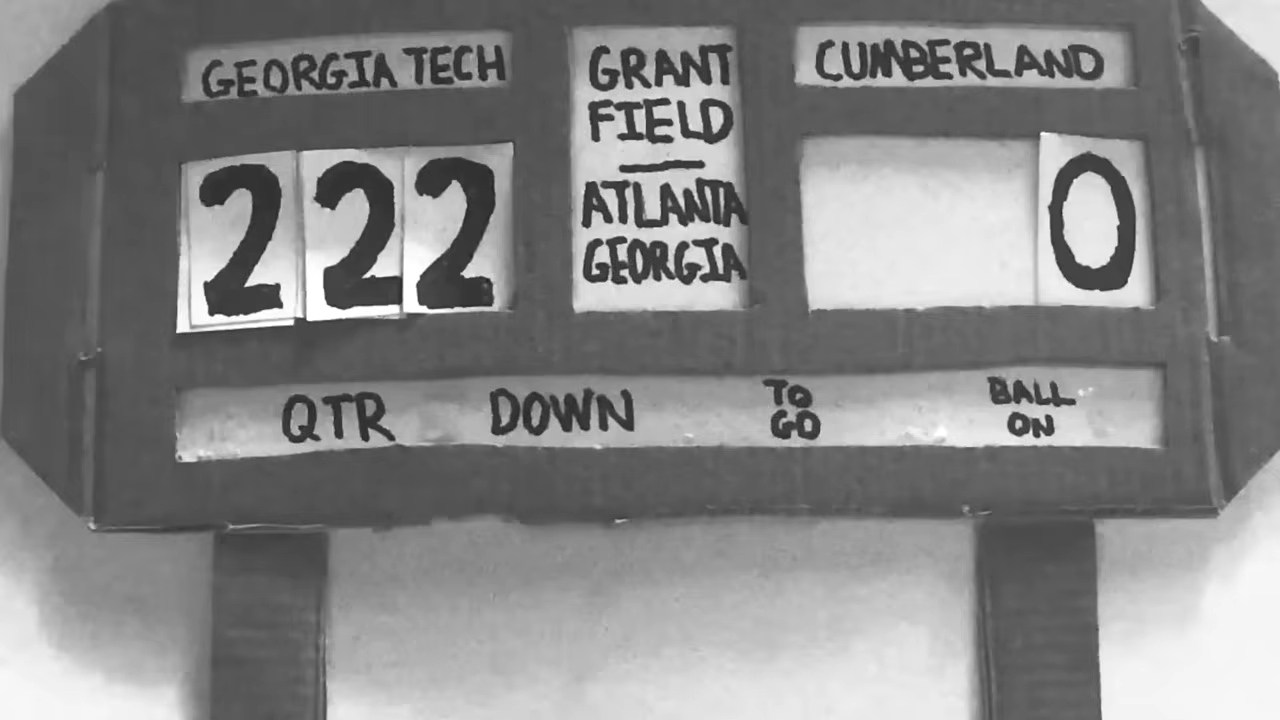 GEORGIA TECH
GRANT
FIELD
—
ATLANTA
GEORGIA
CUMBERLAND
222
0
QTR DOWN TO GO BALL ON